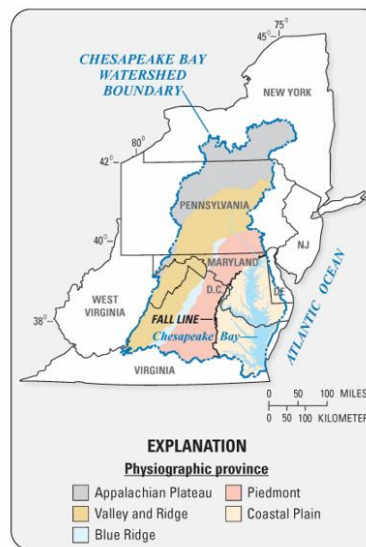 75°
45°
CHESAPEAKE BAY
WATERSHED
BOUNDARY
NEW YORK
80°
42°
PENNSYLVANIA
40°
NJ
MARYLAND
D.C.
DE
WEST
VIRGINIA
FALL LINE
38°
Chesapeake Bay
ATLANTIC OCEAN
VIRGINIA
0 50 100 MILES
0 50 100 KILOMETER
EXPLANATION
Physiographic province
Appalachian Plateau
Piedmont
Valley and Ridge
Coastal Plain
Blue Ridge